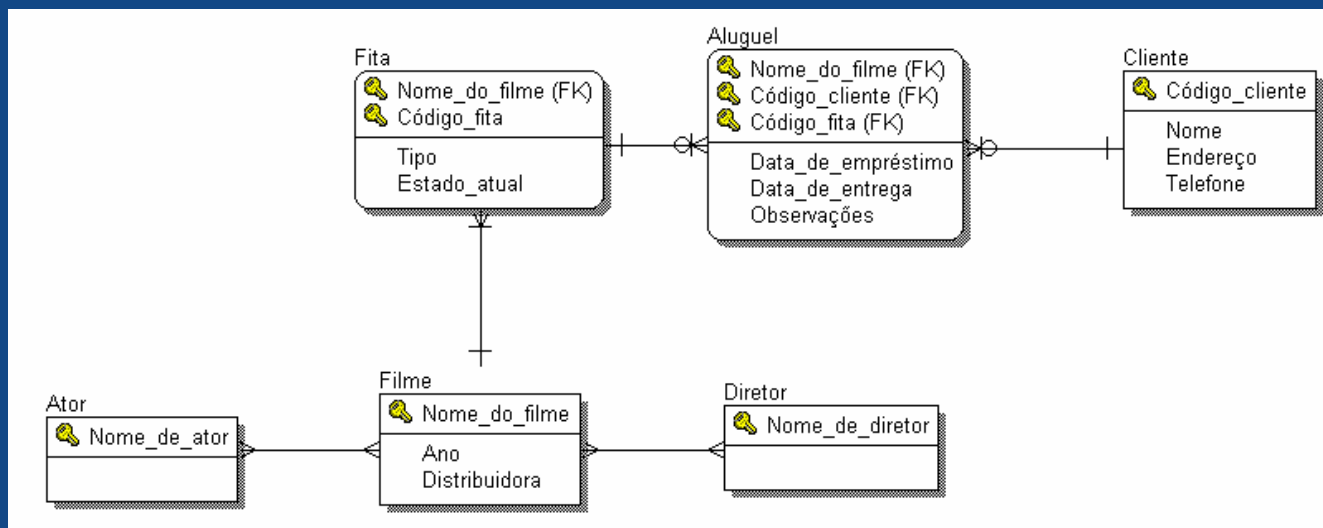 Fita
Nome_do_filme (FK)
Código_fita
Tipo
Estado_atual
Aluguel
Nome_do_filme (FK)
Código_cliente (FK)
Código_fita (FK)
Data_de_empréstimo
Data_de_entrega
Observações
Cliente
Código_cliente
Nome
Endereço
Telefone
Ator
Nome_de_ator
Filme
Nome_do_filme
Ano
Distribuidora
Diretor
Nome_de_diretor